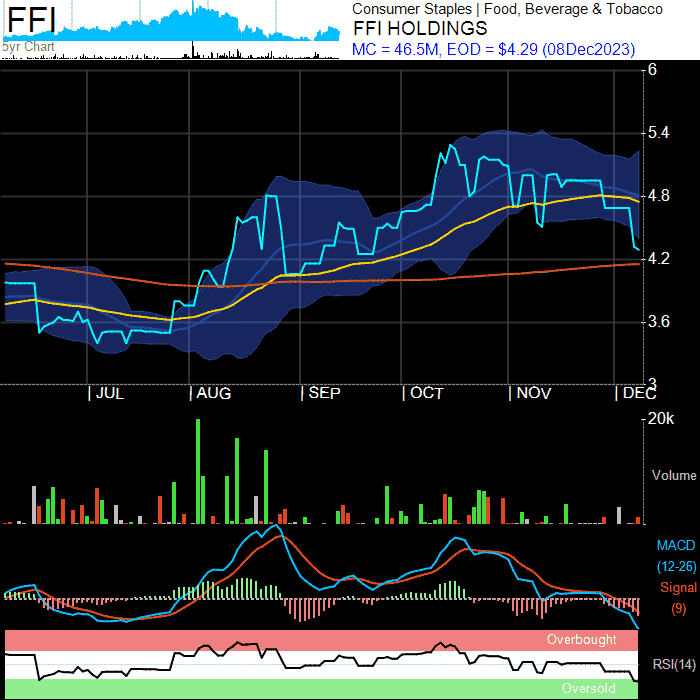 FFI
5yr Chart
Consumer Staples | Food, Beverage & Tobacco
FFI HOLDINGS
MC = 46.5M, EOD = $4.29 (08Dec2023)
6
5.4
4.8
4.2
3.6
3
| JUL | AUG | SEP | OCT | NOV | DEC
20k
Volume
MACD
(12-26)
Signal
(9)
Overbought
RSI(14)
Oversold